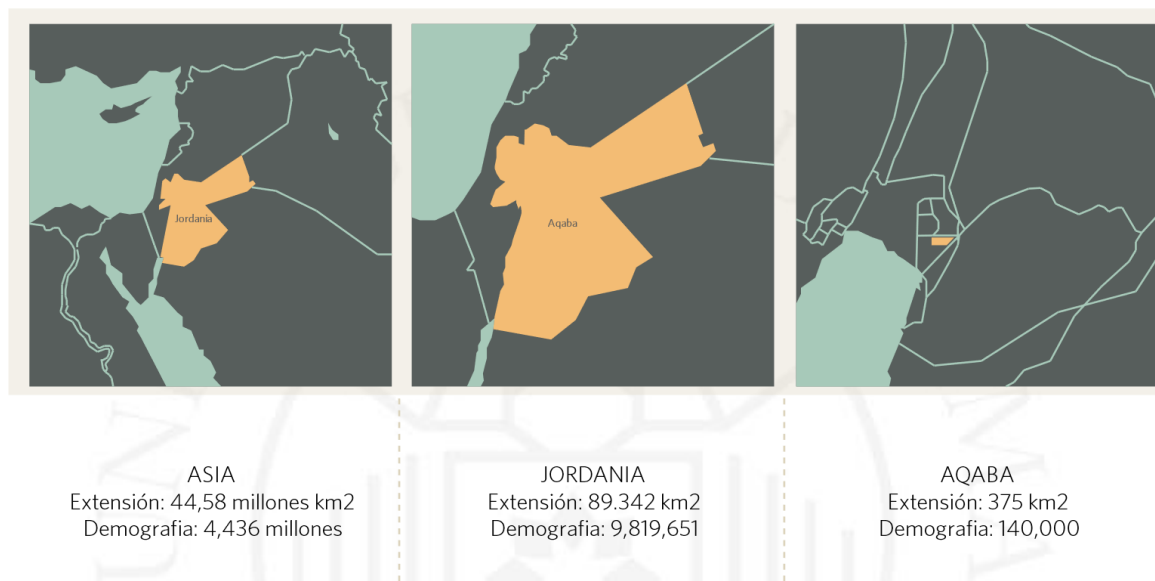 Jordania
Aqaba
ASIA
Extensión: 44,58 millones km2
Demografia: 4,436 millones
JORDANIA
Extensión: 89.342 km2
Demografia: 9,819,651
AQABA
Extensión: 375 km2
Demografia: 140,000